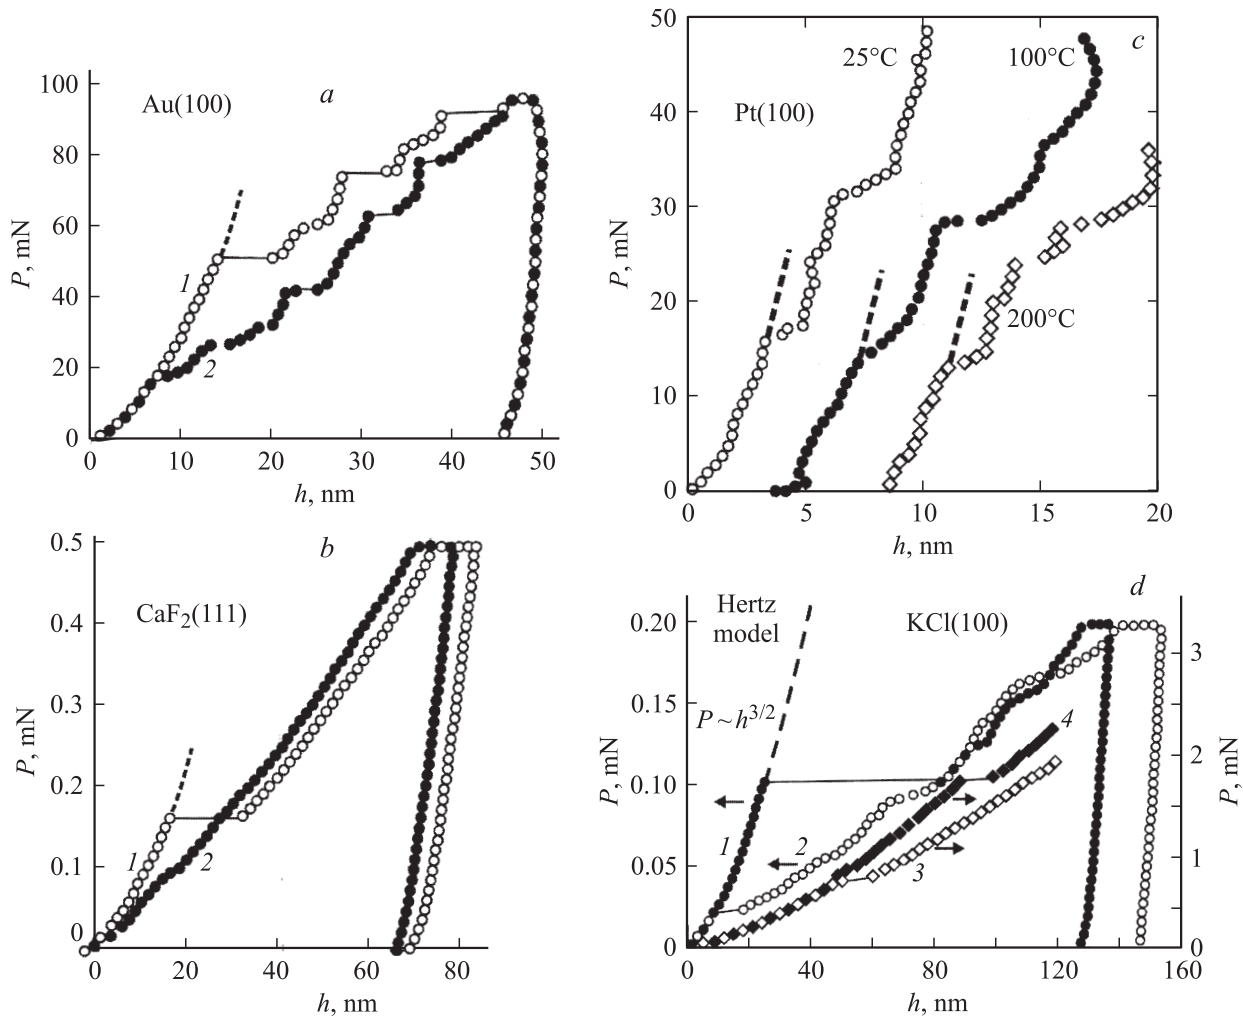 a
Au(100)
100
80
60
40
20
0
P, mN
1
2
0 10 20 30 40 50
h, nm
c
25°C
100°C
Pt(100)
200°C
50
40
30
20
10
0
P, mN
0 5 10 15 20
h, nm
b
CaF2(111)
0.5
0.4
0.3
0.2
0.1
0
P, mN
1
2
0 20 40 60 80
h, nm
d
Hertz
model
KCl(100)
P ~ h3/2
0.20
0.15
0.10
0.05
0
P, mN
1
2
3
4
3
2
1
0
P, mN
0 40 80 120 160
h, nm